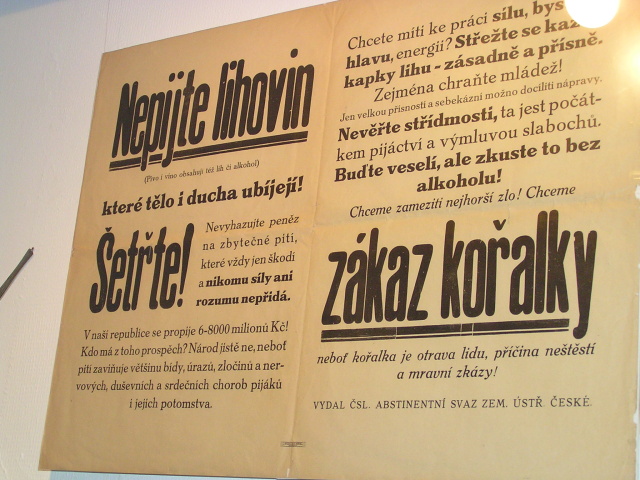 Nepijte lihovin
(Pivo i víno obsahují též líh či alkohol)
které tělo i ducha ubíjejí!
Šetřte!
Nevyhazujte peněz
na zbytečné pití,
které vždy jen škodí
a nikomu síly ani
rozumu nepřidá.
V naší republice se propije 6-8000 milionů Kč!
Kdo má z toho prospěch? Národ jistě ne, neboť
pití zaviňuje většinu bídy, úrazů, zločinů a ner-
vových, duševních a srdečních chorob pijáků
i jejich potomstva.
Chcete míti ke práci sílu,
hlavu, energii? Střežte se
kapky lihu - zásadně a přísně.
Zejména chraňte mládež!
Jen velkou přísností a sebekázní možno docíliti nápravy.
Nevěřte střídmosti, ta jest počát-
kem pijáctví a výmluvou slabochů.
Buďte veselí, ale zkuste to bez
alkoholu!
Chceme zameziti nejhorší zlo! Chceme
zákaz kořalky
neboť kořalka je otrava lidu, příčina neštěstí
a mravní zkázy!
VYDAL ČSL. ABSTINENTNÍ SVAZ ZEM. ÚSTŘ. ČESKÉ.